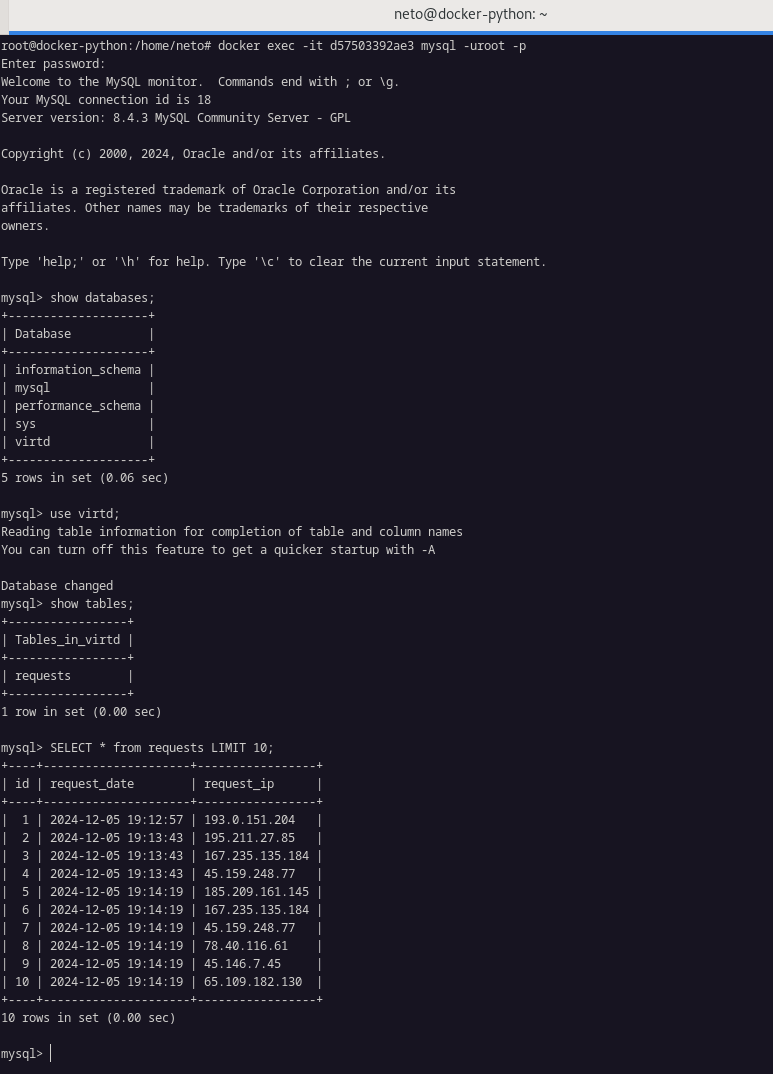 neto@docker-python: ~
root@docker-python:/home/neto# docker exec -it d57503392ae3 mysql -uroot -p
Enter password:
Welcome to the MySQL monitor.  Commands end with ; or \g.
Your MySQL connection id is 18
Server version: 8.4.3 MySQL Community Server - GPL

Copyright (c) 2000, 2024, Oracle and/or its affiliates.

Oracle is a registered trademark of Oracle Corporation and/or its
affiliates. Other names may be trademarks of their respective
owners.

Type 'help;' or '\h' for help. Type '\c' to clear the current input statement.

mysql> show databases;
+--------------------+
| Database           |
+--------------------+
| information_schema |
| mysql              |
| performance_schema |
| sys                |
| virtd              |
+--------------------+
5 rows in set (0.06 sec)

mysql> use virtd;
Reading table information for completion of table and column names
You can turn off this feature to get a quicker startup with -A

Database changed
mysql> show tables;
+-----------------+
| Tables_in_virtd |
+-----------------+
| requests        |
+-----------------+
1 row in set (0.00 sec)

mysql> SELECT * from requests LIMIT 10;
+----+---------------------+-----------------+
| id | request_date        | request_ip      |
+----+---------------------+-----------------+
|  1 | 2024-12-05 19:12:57 | 193.0.151.204   |
|  2 | 2024-12-05 19:13:43 | 195.211.27.85   |
|  3 | 2024-12-05 19:13:43 | 167.235.135.184 |
|  4 | 2024-12-05 19:13:43 | 45.159.248.77   |
|  5 | 2024-12-05 19:14:19 | 185.209.161.145 |
|  6 | 2024-12-05 19:14:19 | 167.235.135.184 |
|  7 | 2024-12-05 19:14:19 | 45.159.248.77   |
|  8 | 2024-12-05 19:14:19 | 78.40.116.61    |
|  9 | 2024-12-05 19:14:19 | 45.146.7.45     |
| 10 | 2024-12-05 19:14:19 | 65.109.182.130  |
+----+---------------------+-----------------+
10 rows in set (0.00 sec)

mysql>